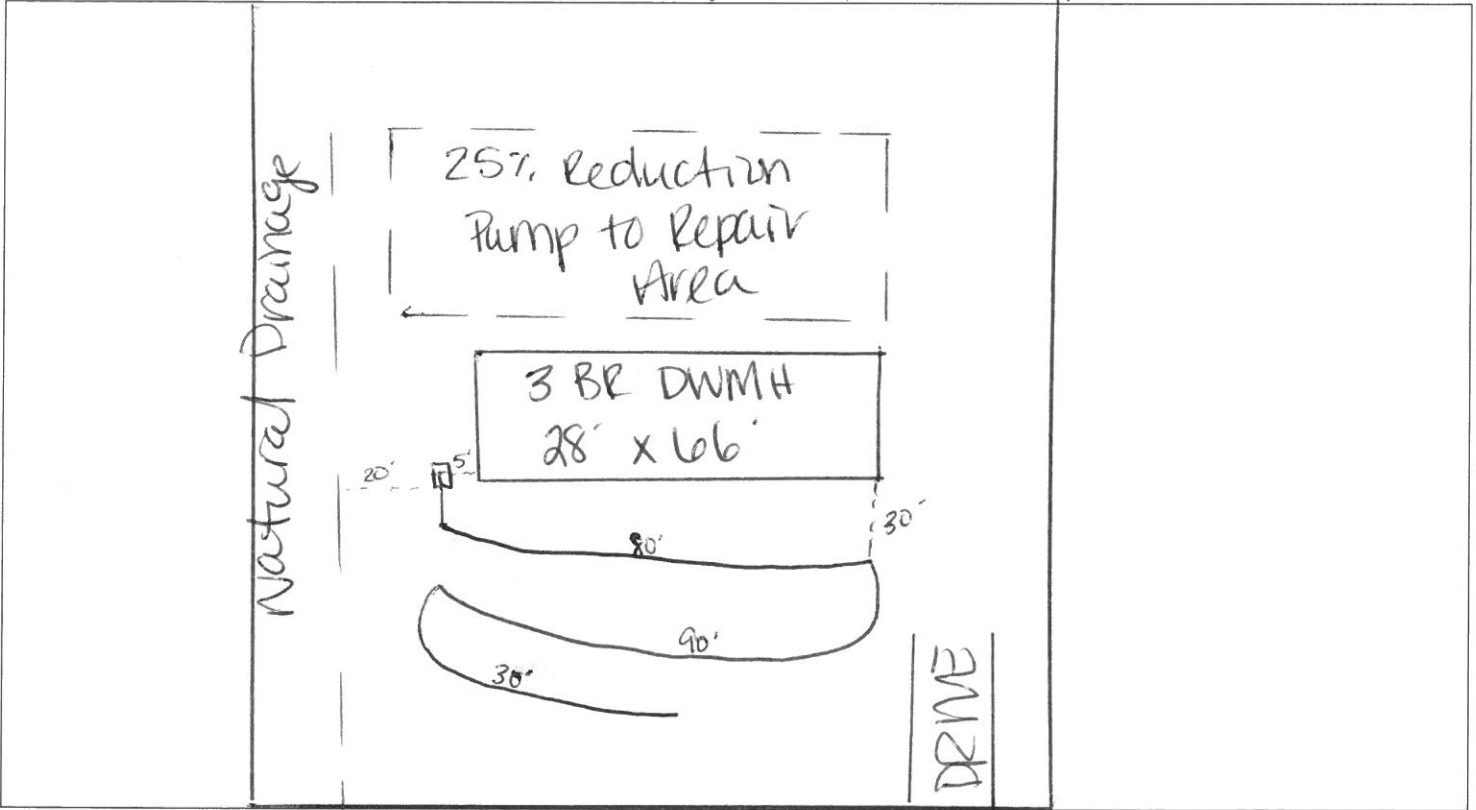 Natural Drainage
25% Reduction
Pump to Repair
Area
3 BR DWMH
28' x 66'
20'
5'
30'
80'
90'
30'
DRIVE